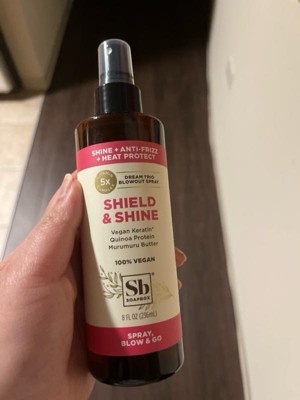 SHINE + ANTI-FRIZZ
+ HEAT PROTECT
5x
DREAM TRIO
BLOWOUT SPRAY
SHIELD
& SHINE
Vegan Keratin*
Quinoa Protein
Murumuru Butter
100% VEGAN
Sb
SOAPBOX
8 FL OZ (236mL)
SPRAY,
BLOW & GO